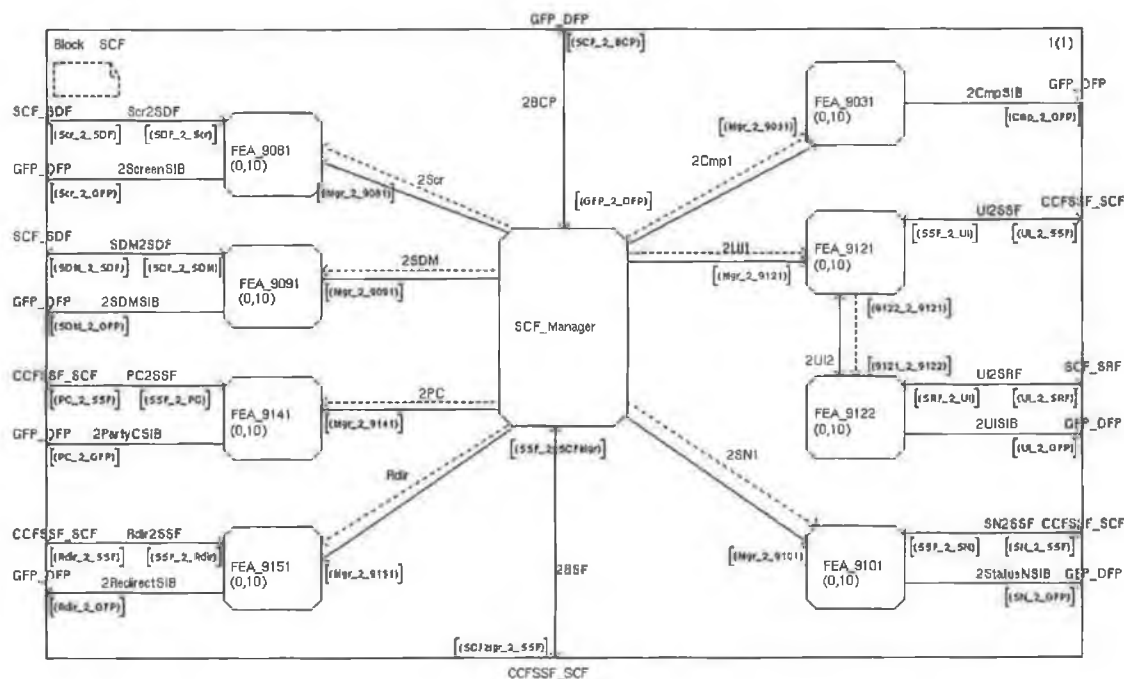 GFP_DFP
Block SCF
[(SCF_2_BCP)]
1(1)
2BCP
SCF_SDF
Scr2SDF
[(Scr_2_SDF)]
[(SDF_2_Scr)]
GFP_DFP
2ScreenSIB
[(Scr_2_GFP)]
FEA_9081
(0,10)
2Scr
[(Mgr_2_9081)]
FEA_9031
(0,10)
2CmpSIB
GFP_DFP
[(Cmp_2_GFP)]
[(Mgr_2_9031)]
2Cmp1
[(GFP_2_DFP)]
SCF_SDF
SDM2SDF
[(SDM_2_SDF)]
[(SDF_2_SDM)]
GFP_DFP
2SDMSIB
[(SDM_2_GFP)]
FEA_9091
(0,10)
2SDM
[(Mgr_2_9091)]
SCF_Manager
2UI1
[(Mgr_2_9121)]
FEA_9121
(0,10)
UI2SSF
CCFSSF_SCF
[(SSF_2_UI)]
[(UI_2_SSF)]
[(9122_2_9121)]
2UI2
[(9121_2_9122)]
CCFSSF_SCF
PC2SSF
[(PC_2_SSF)]
[(SSF_2_PC)]
GFP_DFP
2PartyCSIB
[(PC_2_GFP)]
FEA_9141
(0,10)
2PC
[(Mgr_2_9141)]
FEA_9122
(0,10)
UI2SRF
SCF_SRF
[(SRF_2_UI)]
[(UI_2_SRF)]
2UISIB
GFP_DFP
[(UI_2_GFP)]
[(SSF_2_SCFMgr)]
Rdir
2SN1
CCFSSF_SCF
Rdir2SSF
[(Rdir_2_SSF)]
[(SSF_2_Rdir)]
GFP_DFP
2RedirectSIB
[(Rdir_2_GFP)]
FEA_9151
(0,10)
[(Mgr_2_9151)]
2BSF
[(Mgr_2_9101)]
FEA_9101
(0,10)
SN2SSF
CCFSSF_SCF
[(SSF_2_SN)]
[(SN_2_SSF)]
2StatusNSIB
GFP_DFP
[(SN_2_GFP)]
[(SCFMgr_2_SSF)]
CCFSSF_SCF